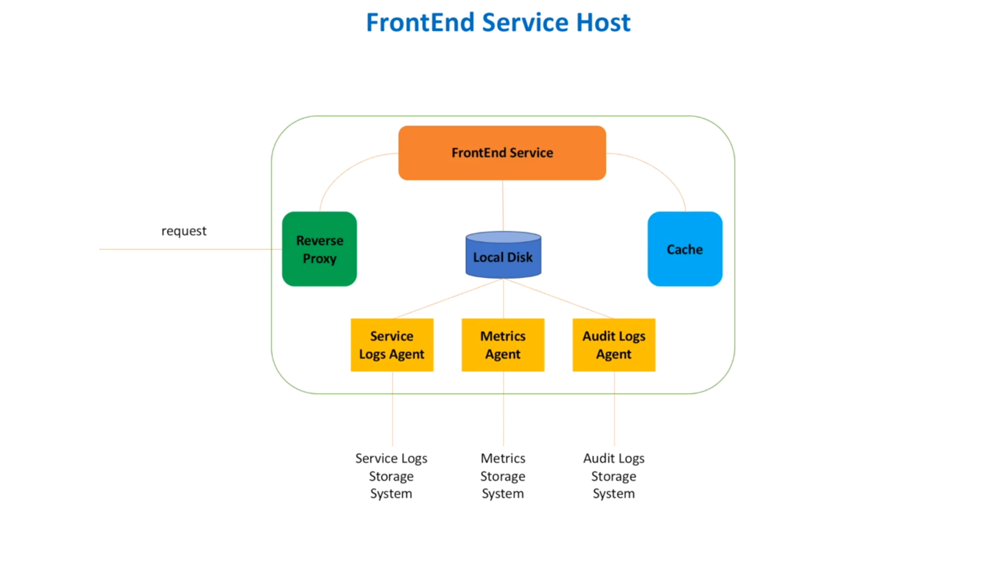 FrontEnd Service Host
FrontEnd Service
request
Reverse
Proxy
Local Disk
Cache
Service
Logs Agent
Metrics
Agent
Audit Logs
Agent
Service Logs
Storage
System
Metrics
Storage
System
Audit Logs
Storage
System